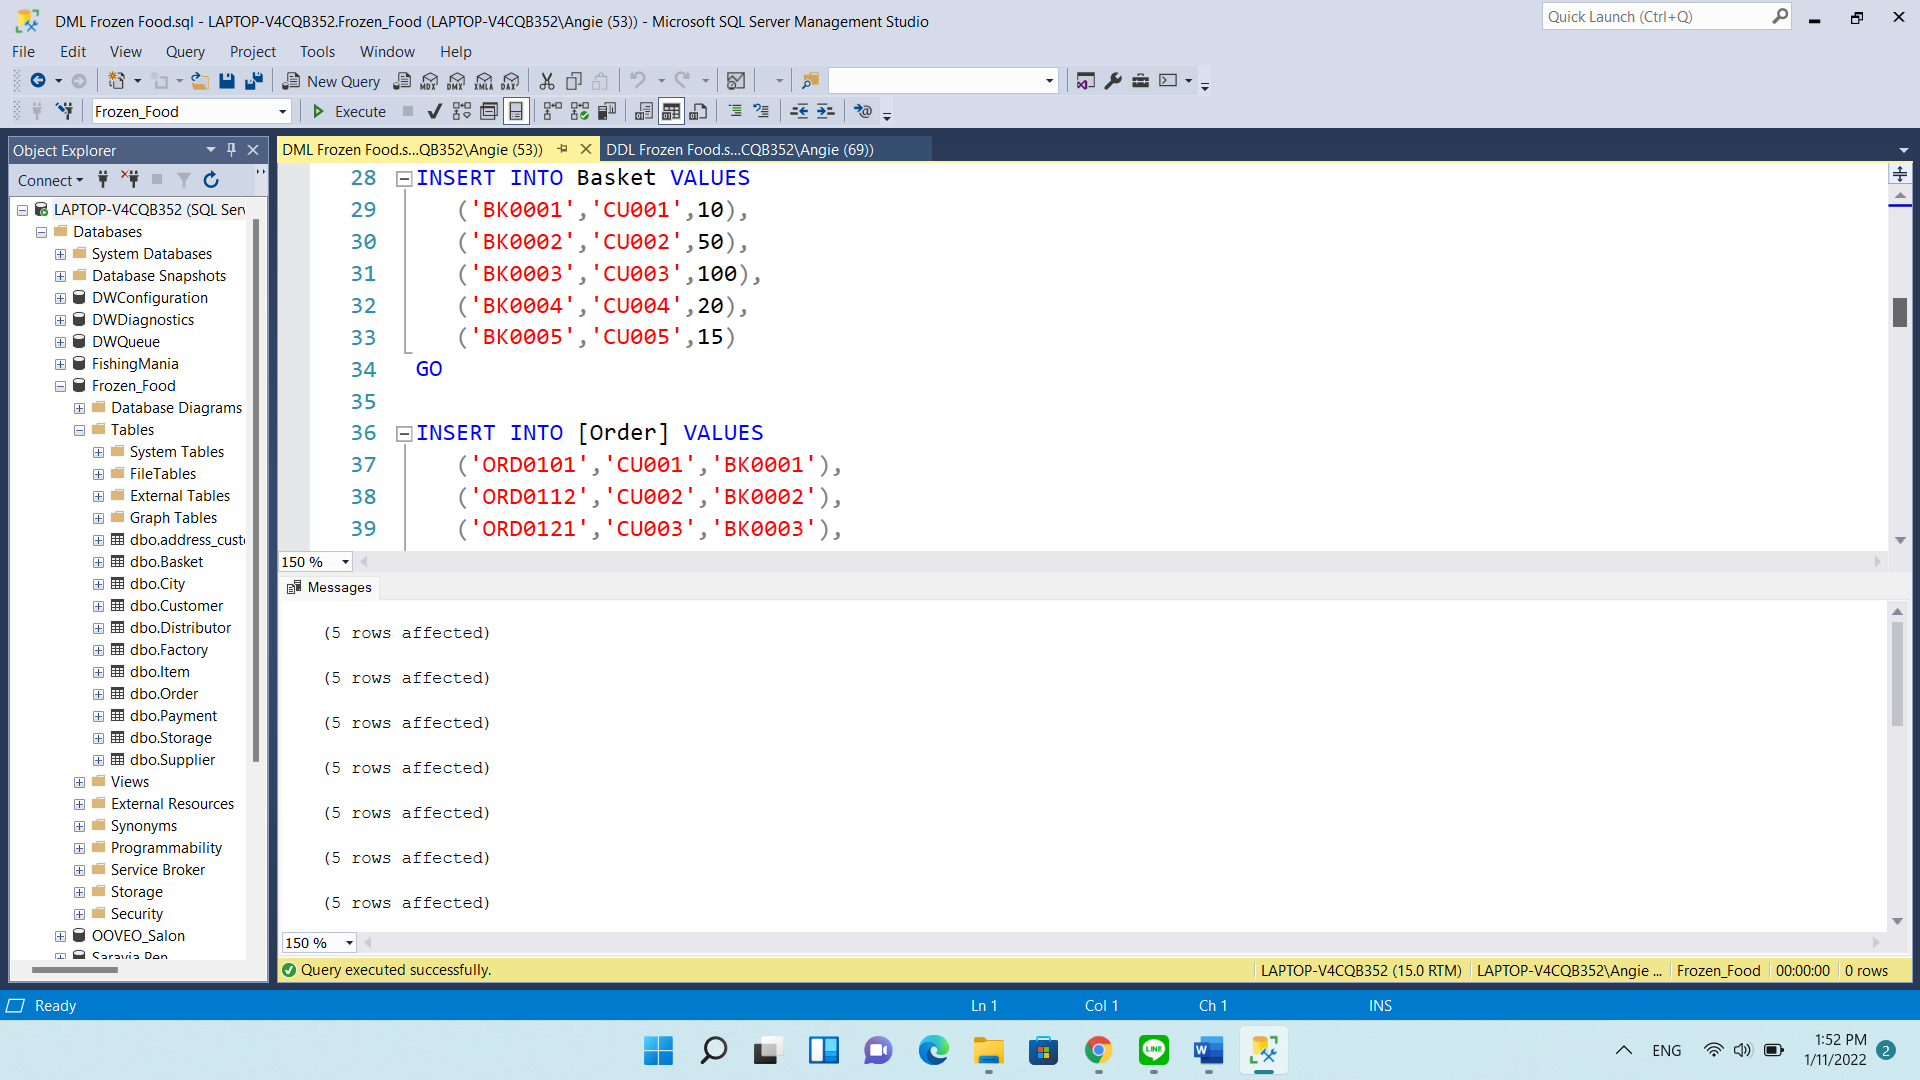 DML Frozen Food.sql - LAPTOP-V4CQB352.Frozen_Food (LAPTOP-V4CQB352\Angie (53)) - Microsoft SQL Server Management Studio
Quick Launch (Ctrl+Q)
File Edit View Query Project Tools Window Help
New Query MDX DMX XMLA DAX
Frozen_Food Execute
Object Explorer
DML Frozen Food.s...QB352\Angie (53)) DDL Frozen Food.s...CQB352\Angie (69))
Connect
LAPTOP-V4CQB352 (SQL Serv
Databases
System Databases
Database Snapshots
DWConfiguration
DWDiagnostics
DWQueue
FishingMania
Frozen_Food
Database Diagrams
Tables
System Tables
FileTables
External Tables
Graph Tables
dbo.address_custo
dbo.Basket
dbo.City
dbo.Customer
dbo.Distributor
dbo.Factory
dbo.Item
dbo.Order
dbo.Payment
dbo.Storage
dbo.Supplier
Views
External Resources
Synonyms
Programmability
Service Broker
Storage
Security
OOVEO_Salon
Saravia Pen
28 INSERT INTO Basket VALUES
29 ('BK0001','CU001',10),
30 ('BK0002','CU002',50),
31 ('BK0003','CU003',100),
32 ('BK0004','CU004',20),
33 ('BK0005','CU005',15)
34 GO
35
36 INSERT INTO [Order] VALUES
37 ('ORD0101','CU001','BK0001'),
38 ('ORD0112','CU002','BK0002'),
39 ('ORD0121','CU003','BK0003'),
150 %
Messages
(5 rows affected)
(5 rows affected)
(5 rows affected)
(5 rows affected)
(5 rows affected)
(5 rows affected)
(5 rows affected)
150 %
Query executed successfully. LAPTOP-V4CQB352 (15.0 RTM) LAPTOP-V4CQB352\Angie ... Frozen_Food 00:00:00 0 rows
Ready Ln 1 Col 1 Ch 1 INS
LINE W ENG 1:52 PM
1/11/2022 2